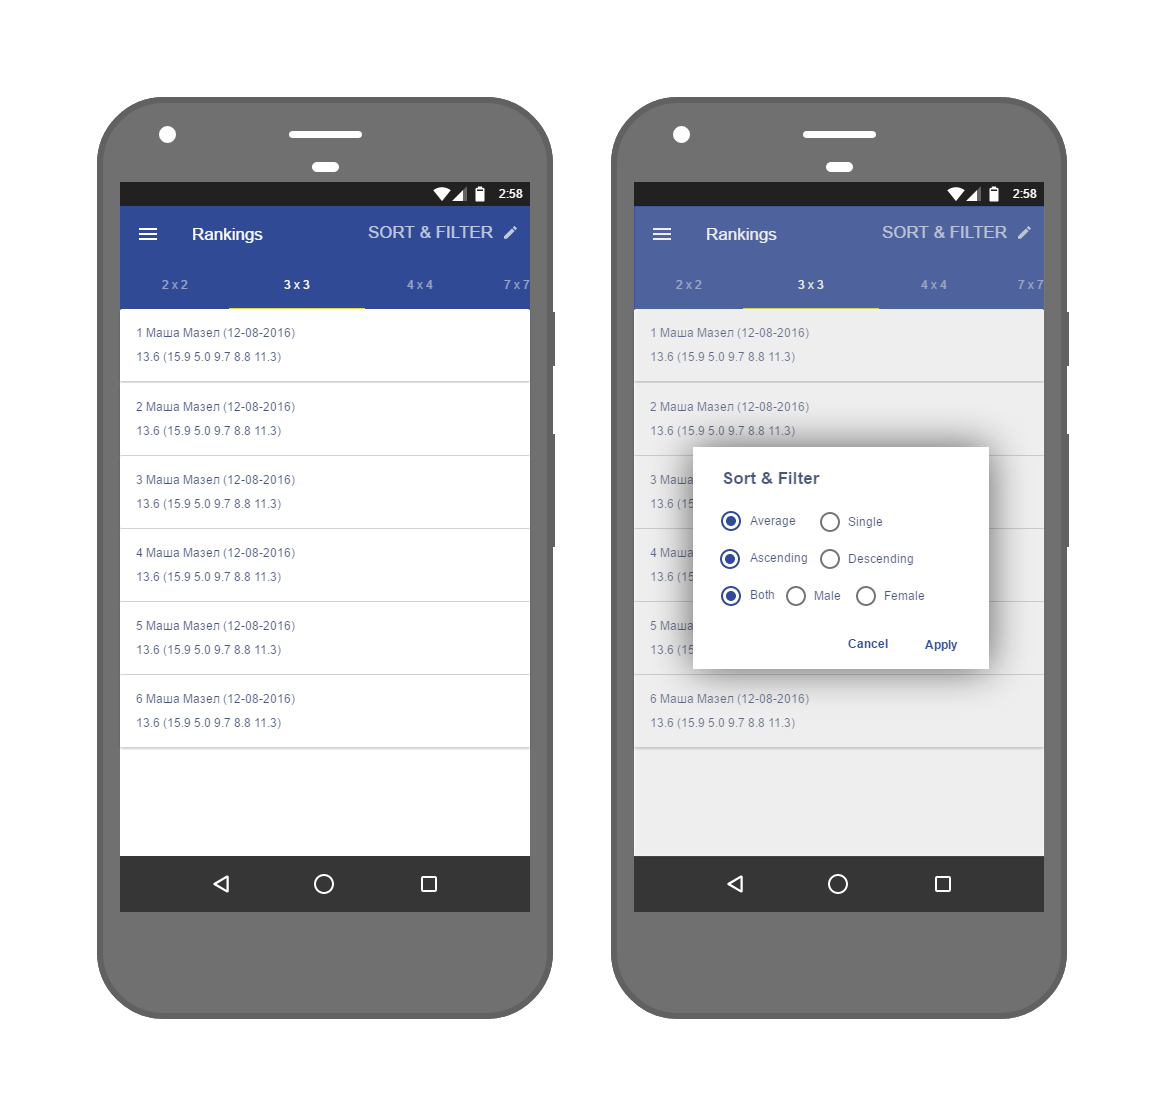 2:58
Rankings SORT & FILTER
2 x 2 3 x 3 4 x 4 7 x 7
1 Маша Мазел (12-08-2016)
13.6 (15.9 5.0 9.7 8.8 11.3)
2 Маша Мазел (12-08-2016)
13.6 (15.9 5.0 9.7 8.8 11.3)
3 Маша Мазел (12-08-2016)
13.6 (15.9 5.0 9.7 8.8 11.3)
4 Маша Мазел (12-08-2016)
13.6 (15.9 5.0 9.7 8.8 11.3)
5 Маша Мазел (12-08-2016)
13.6 (15.9 5.0 9.7 8.8 11.3)
6 Маша Мазел (12-08-2016)
13.6 (15.9 5.0 9.7 8.8 11.3)
2:58
Rankings SORT & FILTER
2 x 2 3 x 3 4 x 4 7 x 7
1 Маша Мазел (12-08-2016)
13.6 (15.9 5.0 9.7 8.8 11.3)
2 Маша Мазел (12-08-2016)
13.6 (15.9 5.0 9.7 8.8 11.3)
3 Маша
13.6 (15
4 Маша
13.6 (15
5 Маша
13.6 (15
Sort & Filter
Average Single
Ascending Descending
Both Male Female
Cancel Apply
6 Маша Мазел (12-08-2016)
13.6 (15.9 5.0 9.7 8.8 11.3)